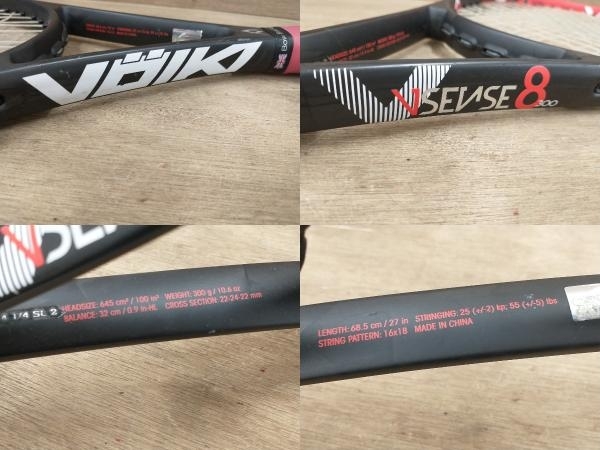 VÖLKL
V SENSE 8 300
4 1/4 SL 2
HEADSIZE: 645 cm² / 100 in² WEIGHT: 300 g / 10.6 oz
BALANCE: 32 cm / 0.9 in-HL CROSS SECTION: 22-24-22 mm
V SE
LENGTH: 68.5 cm / 27 in STRINGING: 25 (+/-2) kp; 55 (+/-5) lbs
STRING PATTERN: 16x18 MADE IN CHINA